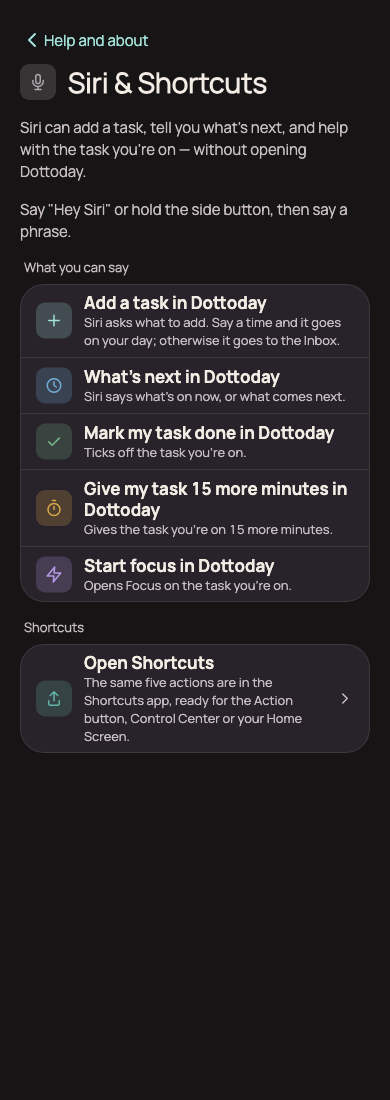 Help and about
Siri & Shortcuts
Siri can add a task, tell you what's next, and help
with the task you're on — without opening
Dottoday.
Say "Hey Siri" or hold the side button, then say a
phrase.
What you can say
Add a task in Dottoday
Siri asks what to add. Say a time and it goes
on your day; otherwise it goes to the Inbox.
What's next in Dottoday
Siri says what's on now, or what comes next.
Mark my task done in Dottoday
Ticks off the task you're on.
Give my task 15 more minutes in
Dottoday
Gives the task you're on 15 more minutes.
Start focus in Dottoday
Opens Focus on the task you're on.
Shortcuts
Open Shortcuts
The same five actions are in the
Shortcuts app, ready for the Action
button, Control Center or your Home
Screen.